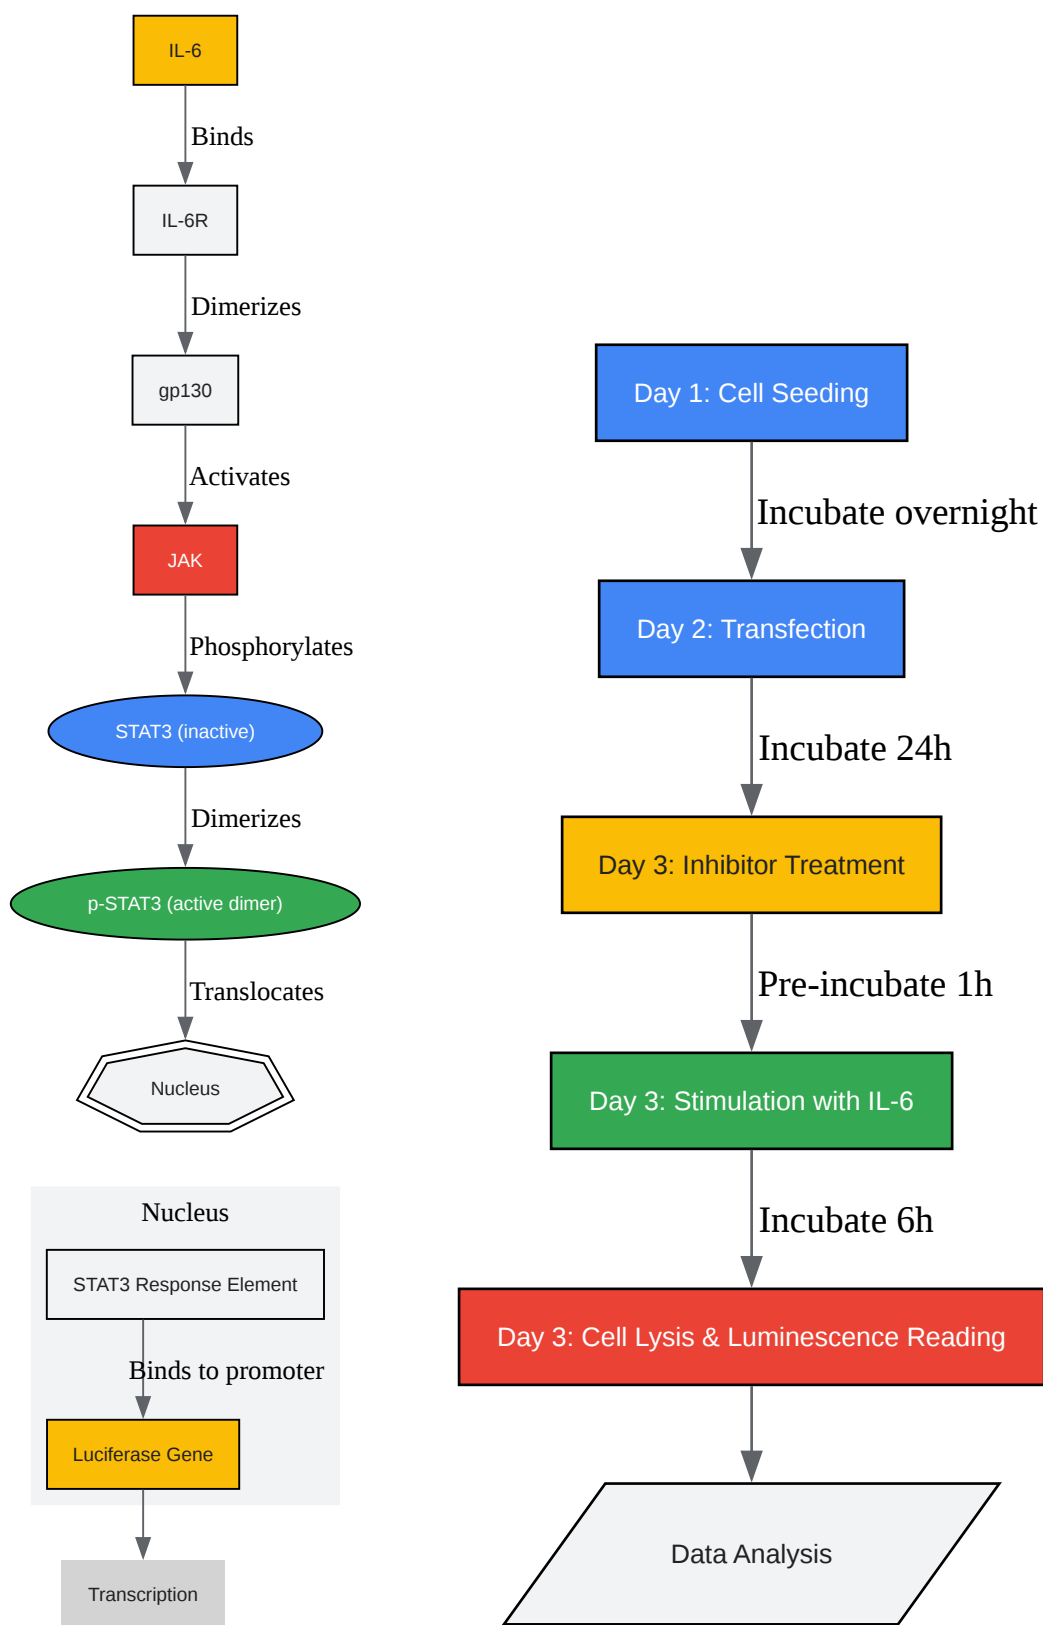 IL-6
Binds
IL-6R
Dimerizes
gp130
Activates
JAK
Phosphorylates
STAT3 (inactive)
Dimerizes
p-STAT3 (active dimer)
Translocates
Nucleus
Nucleus
STAT3 Response Element
Binds to promoter
Luciferase Gene
Transcription
Day 1: Cell Seeding
Incubate overnight
Day 2: Transfection
Incubate 24h
Day 3: Inhibitor Treatment
Pre-incubate 1h
Day 3: Stimulation with IL-6
Incubate 6h
Day 3: Cell Lysis & Luminescence Reading
Data Analysis